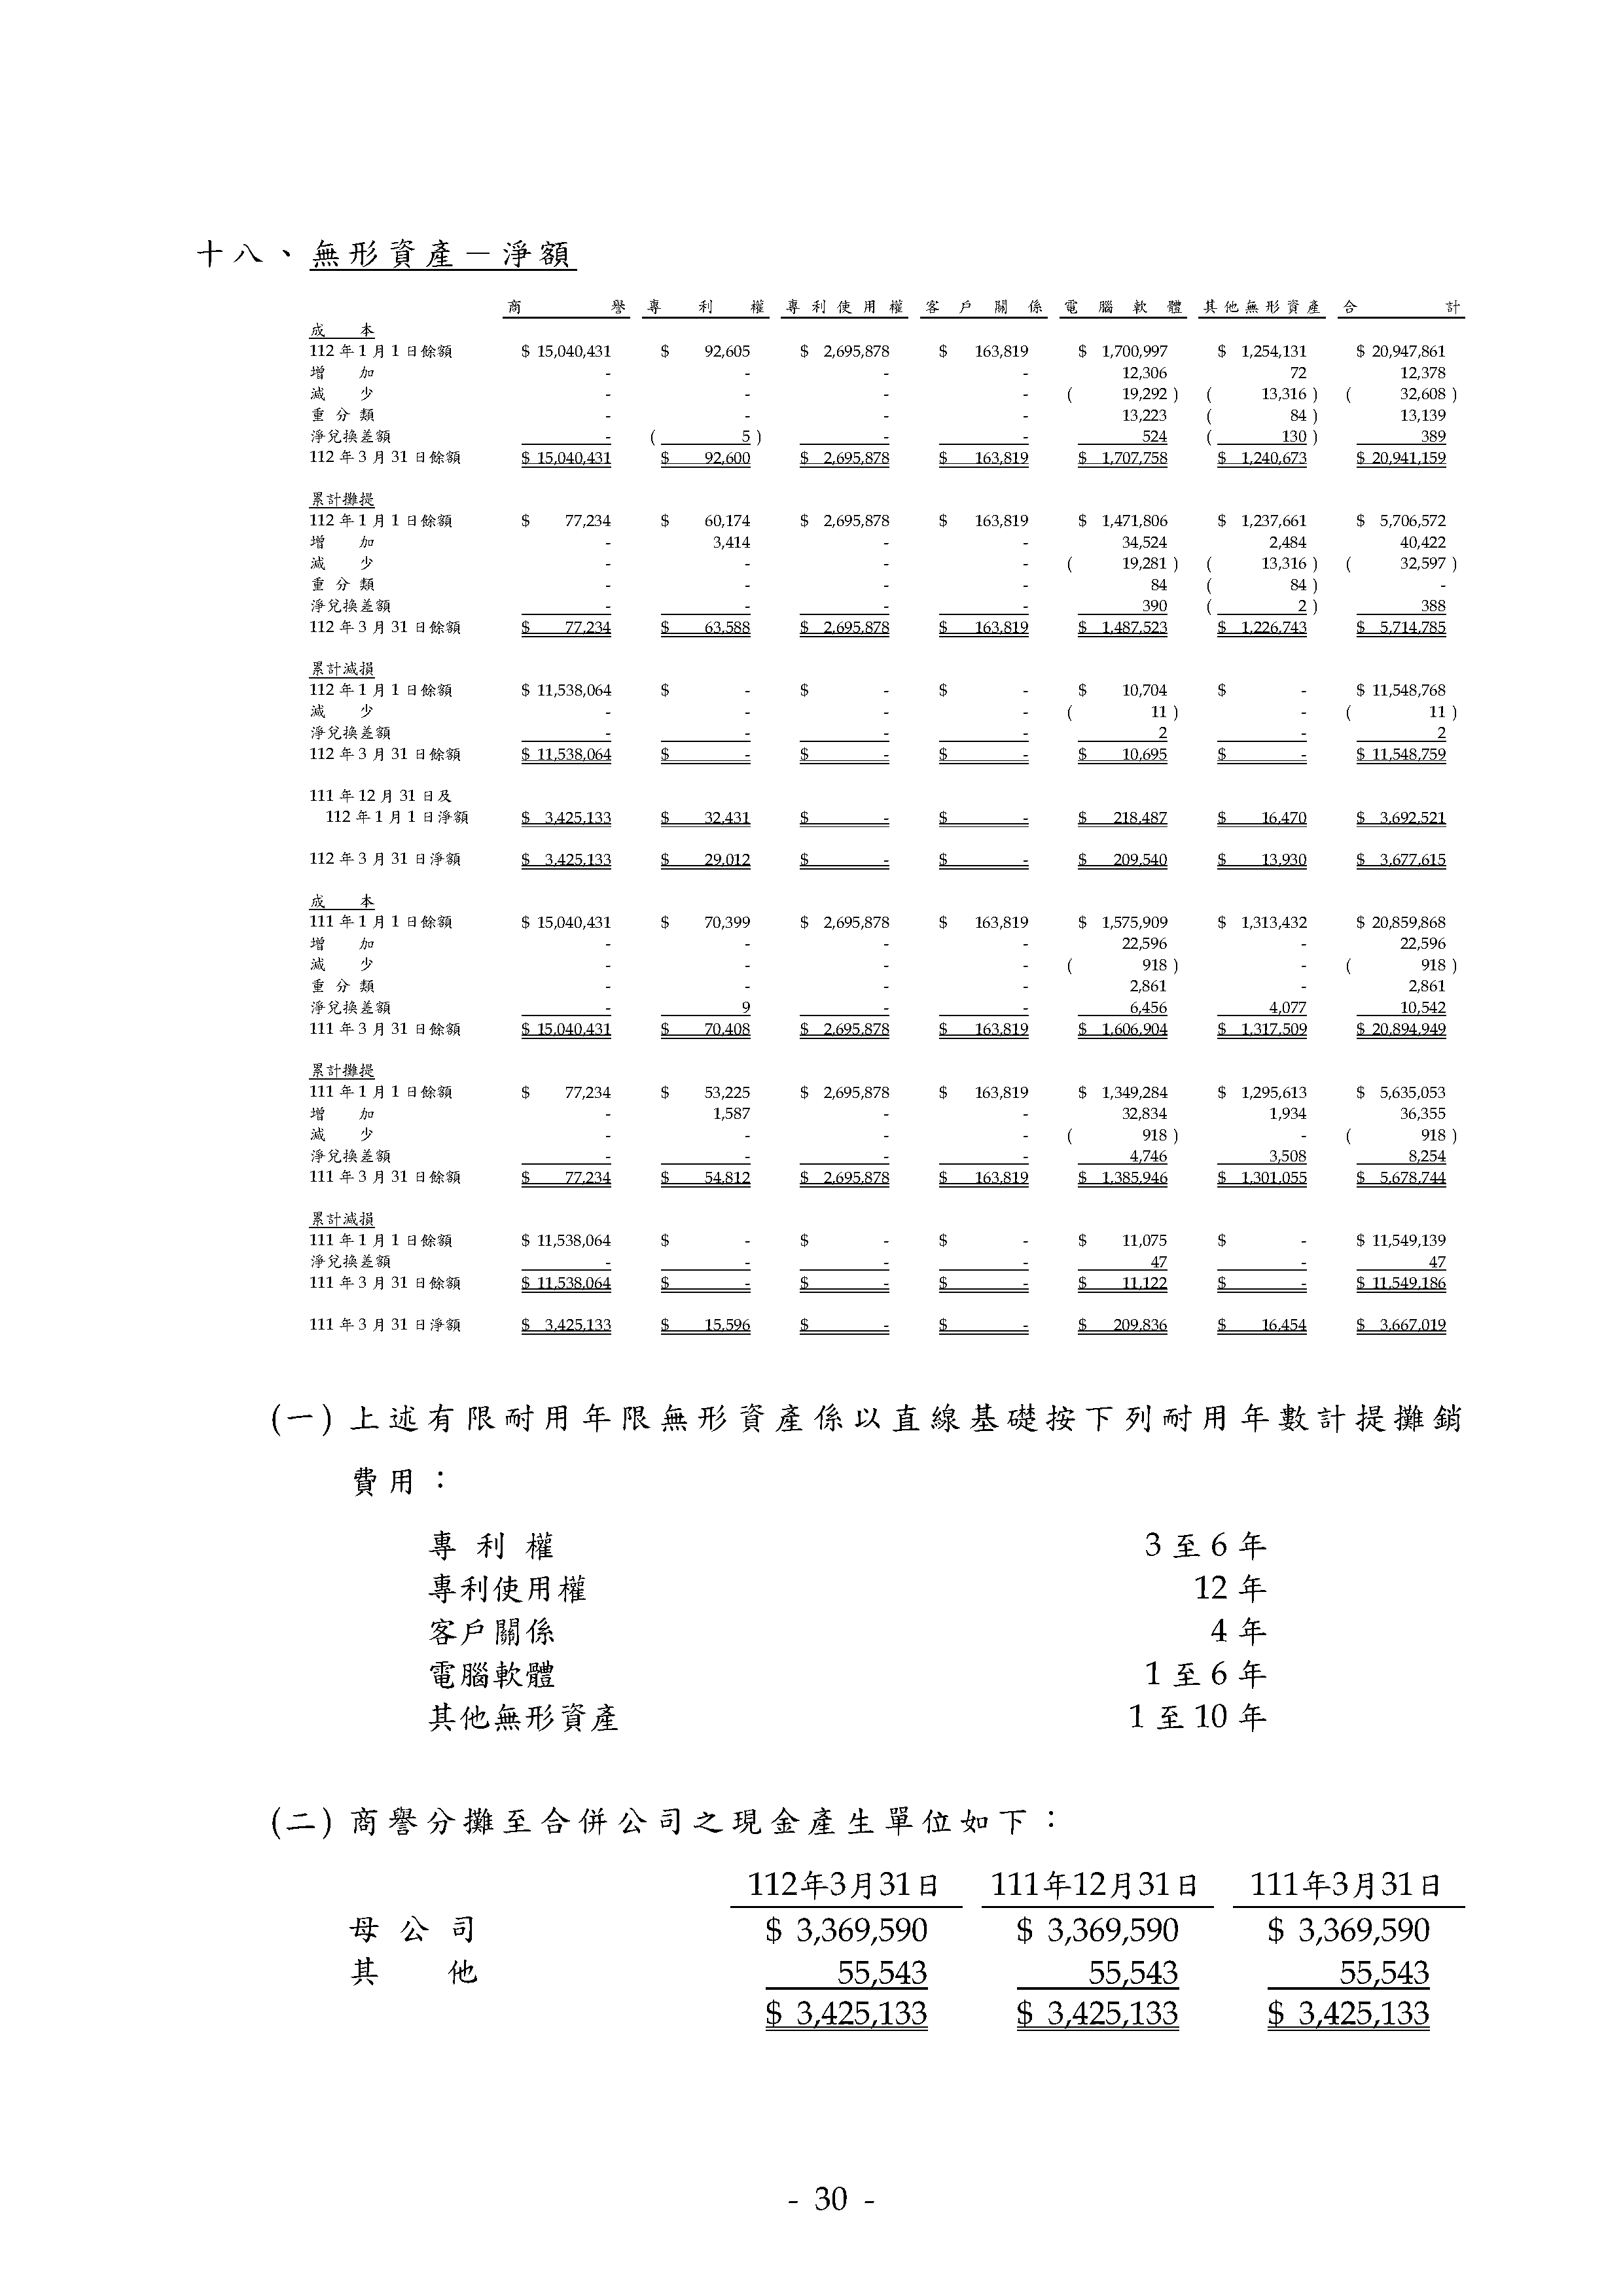 十八、無形資產－淨額
商譽 專利權 專利使用權 客戶關係 電腦軟體 其他無形資產 合計
成本
112年1月1日餘額 $ 15,040,431 $ 92,605 $ 2,695,878 $ 163,819 $ 1,700,997 $ 1,254,131 $ 20,947,861
增加 - - - - 12,306 72 12,378
減少 - - - - ( 19,292 ) ( 13,316 ) ( 32,608 )
重分類 - - - - 13,223 ( 84 ) 13,139
淨兌換差額 - ( 5 ) - - 524 ( 130 ) 389
112年3月31日餘額 $ 15,040,431 $ 92,600 $ 2,695,878 $ 163,819 $ 1,707,758 $ 1,240,673 $ 20,941,159
累計攤提
112年1月1日餘額 $ 77,234 $ 60,174 $ 2,695,878 $ 163,819 $ 1,471,806 $ 1,237,661 $ 5,706,572
增加 - 3,414 - - 34,524 2,484 40,422
減少 - - - - ( 19,281 ) ( 13,316 ) ( 32,597 )
重分類 - - - - 84 ( 84 ) -
淨兌換差額 - - - - 390 ( 2 ) 388
112年3月31日餘額 $ 77,234 $ 63,588 $ 2,695,878 $ 163,819 $ 1,487,523 $ 1,226,743 $ 5,714,785
累計減損
112年1月1日餘額 $ 11,538,064 $ - $ - $ - $ 10,704 $ - $ 11,548,768
減少 - - - - ( 11 ) - ( 11 )
淨兌換差額 - - - - 2 - 2
112年3月31日餘額 $ 11,538,064 $ - $ - $ - $ 10,695 $ - $ 11,548,759
111年12月31日及
112年1月1日淨額 $ 3,425,133 $ 32,431 $ - $ - $ 218,487 $ 16,470 $ 3,692,521
112年3月31日淨額 $ 3,425,133 $ 29,012 $ - $ - $ 209,540 $ 13,930 $ 3,677,615
成本
111年1月1日餘額 $ 15,040,431 $ 70,399 $ 2,695,878 $ 163,819 $ 1,575,909 $ 1,313,432 $ 20,859,868
增加 - - - - 22,596 - 22,596
減少 - - - - ( 918 ) - ( 918 )
重分類 - - - - 2,861 - 2,861
淨兌換差額 - 9 - - 6,456 4,077 10,542
111年3月31日餘額 $ 15,040,431 $ 70,408 $ 2,695,878 $ 163,819 $ 1,606,904 $ 1,317,509 $ 20,894,949
累計攤提
111年1月1日餘額 $ 77,234 $ 53,225 $ 2,695,878 $ 163,819 $ 1,349,284 $ 1,295,613 $ 5,635,053
增加 - 1,587 - - 32,834 1,934 36,355
減少 - - - - ( 918 ) - ( 918 )
淨兌換差額 - - - - 4,746 3,508 8,254
111年3月31日餘額 $ 77,234 $ 54,812 $ 2,695,878 $ 163,819 $ 1,385,946 $ 1,301,055 $ 5,678,744
累計減損
111年1月1日餘額 $ 11,538,064 $ - $ - $ - $ 11,075 $ - $ 11,549,139
淨兌換差額 - - - - 47 - 47
111年3月31日餘額 $ 11,538,064 $ - $ - $ - $ 11,122 $ - $ 11,549,186
111年3月31日淨額 $ 3,425,133 $ 15,596 $ - $ - $ 209,836 $ 16,454 $ 3,667,019
(一)上述有限耐用年限無形資產係以直線基礎按下列耐用年數計提攤銷
費用：
專利權 3至6年
專利使用權 12年
客戶關係 4年
電腦軟體 1至6年
其他無形資產 1至10年
(二)商譽分攤至合併公司之現金產生單位如下：
112年3月31日 111年12月31日 111年3月31日
母公司 $ 3,369,590 $ 3,369,590 $ 3,369,590
其他 55,543 55,543 55,543
$ 3,425,133 $ 3,425,133 $ 3,425,133
- 30 -